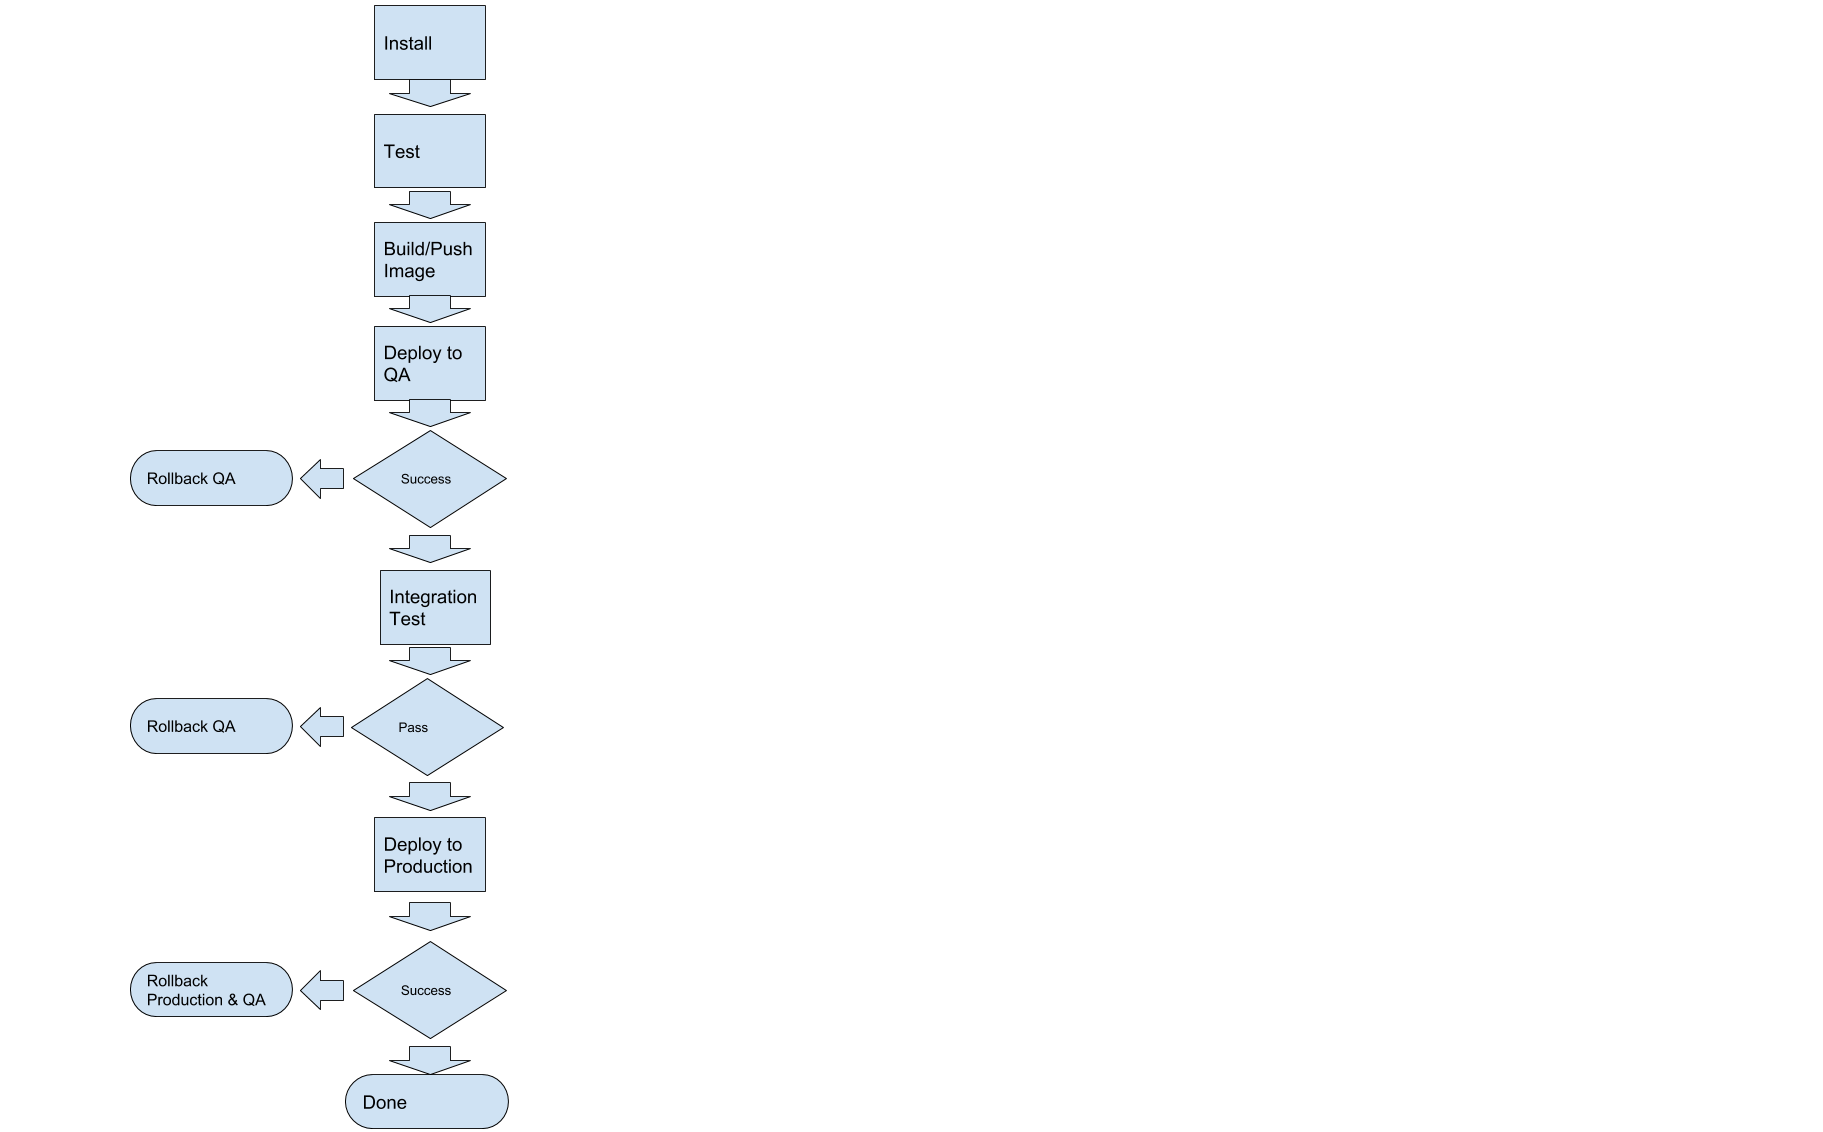 Install
Test
Build/Push
Image
Deploy to
QA
Rollback QA
Success
Integration
Test
Rollback QA
Pass
Deploy to
Production
Rollback
Production & QA
Success
Done